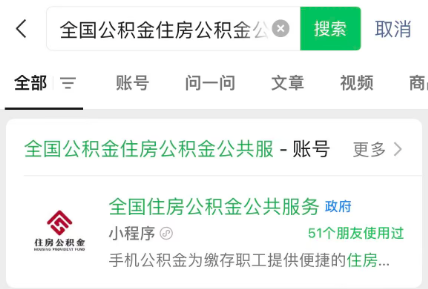 全国公积金住房公积金公
搜索
取消
全部
账号
问一问
文章
视频
商
全国公积金住房公积金公共服 - 账号
更多
全国住房公积金公共服务 政府
小程序
51个朋友使用过
手机公积金为缴存职工提供便捷的住房...
住房公积金